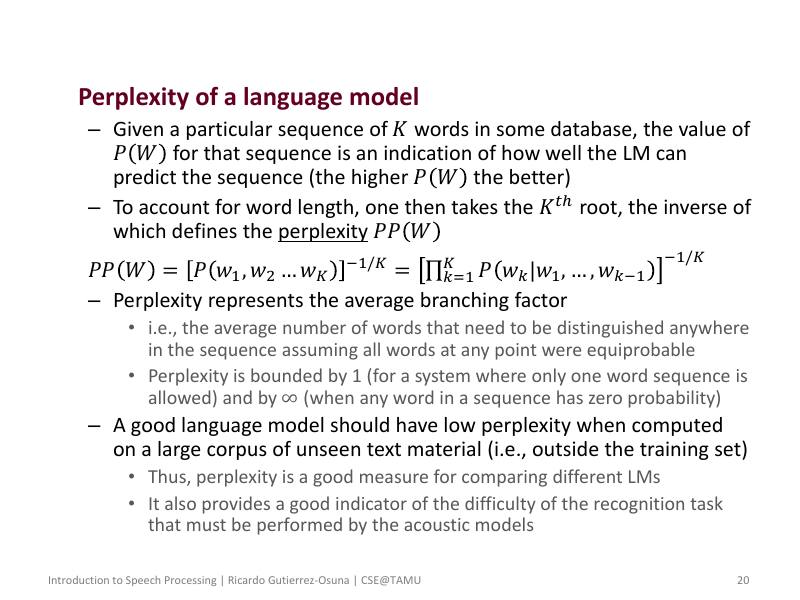 Perplexity of a language model
– Given a particular sequence of 𝐾 words in some database, the value of
𝑃(𝑊) for that sequence is an indication of how well the LM can
predict the sequence (the higher 𝑃(𝑊) the better)
– To account for word length, one then takes the 𝐾^{𝑡ℎ} root, the inverse of
which defines the perplexity 𝑃𝑃(𝑊)
𝑃𝑃(𝑊) = [𝑃(𝑤₁, 𝑤₂ … 𝑤_𝐾)]^{−1/𝐾} = [∏_{𝑘=1}^{𝐾} 𝑃(𝑤_𝑘|𝑤₁, … , 𝑤_{𝑘−1})]^{−1/𝐾}
– Perplexity represents the average branching factor
• i.e., the average number of words that need to be distinguished anywhere
in the sequence assuming all words at any point were equiprobable
• Perplexity is bounded by 1 (for a system where only one word sequence is
allowed) and by ∞ (when any word in a sequence has zero probability)
– A good language model should have low perplexity when computed
on a large corpus of unseen text material (i.e., outside the training set)
• Thus, perplexity is a good measure for comparing different LMs
• It also provides a good indicator of the difficulty of the recognition task
that must be performed by the acoustic models
Introduction to Speech Processing | Ricardo Gutierrez-Osuna | CSE@TAMU 20